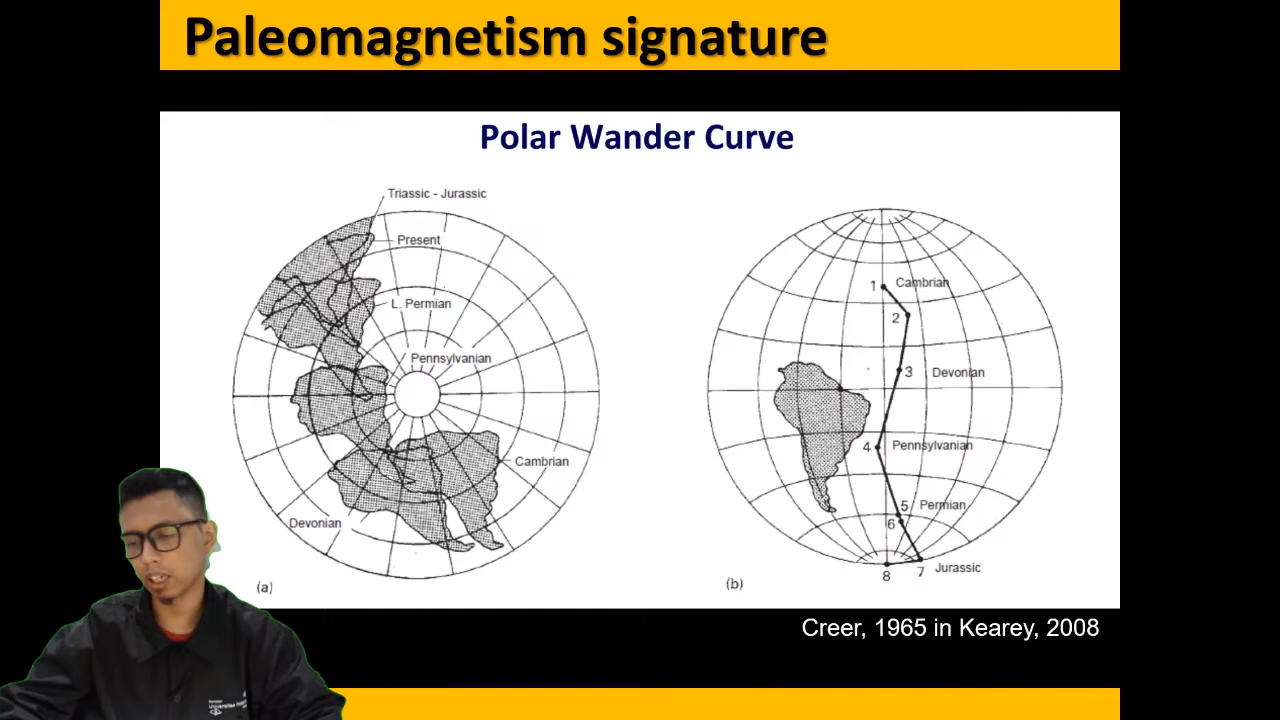 Paleomagnetism signature
Polar Wander Curve
Triassic - Jurassic
Present
L. Permian
Pennsylvanian
Cambrian
Devonian
(a)
1 Cambrian
2
3 Devonian
4 Pennsylvanian
5 Permian
6
7 Jurassic
8
(b)
Creer, 1965 in Kearey, 2008